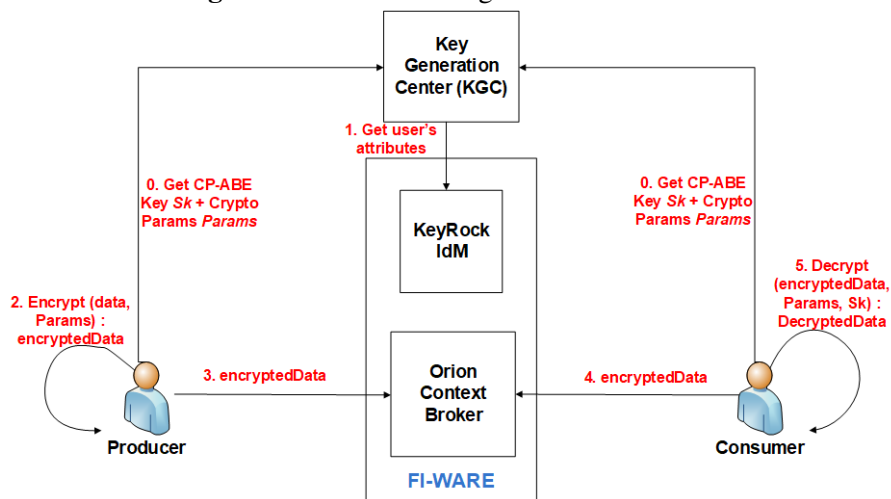 Key
Generation
Center (KGC)
1. Get user's
attributes
0. Get CP-ABE
Key Sk + Crypto
Params Params
0. Get CP-ABE
Key Sk + Crypto
Params Params
KeyRock
IdM
2. Encrypt (data,
Params) :
encryptedData
5. Decrypt
(encryptedData,
Params, Sk) :
DecryptedData
3. encryptedData
Orion
Context
Broker
4. encryptedData
Producer
Consumer
FI-WARE